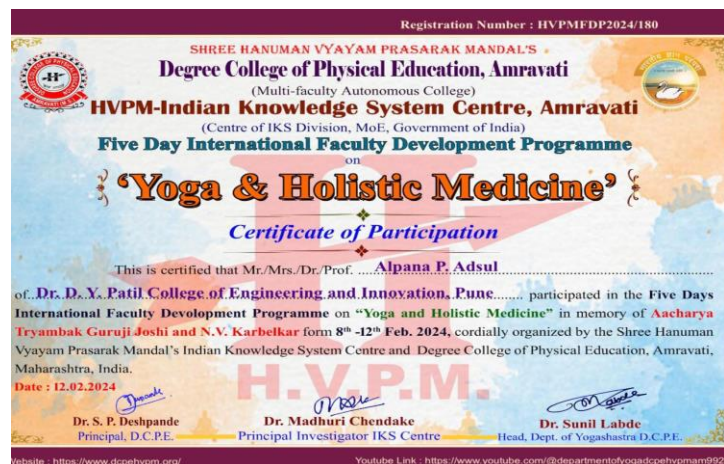 Registration Number : HVPMFDP2024/180
SHREE HANUMAN VYAYAM PRASARAK MANDAL'S
Degree College of Physical Education, Amravati
(Multi-faculty Autonomous College)
HVPM-Indian Knowledge System Centre, Amravati
(Centre of IKS Division, MoE, Government of India)
Five Day International Faculty Development Programme
on
‘Yoga & Holistic Medicine’
Certificate of Participation
This is certified that Mr./Mrs./Dr./Prof. ....Alpana P. Adsul
of..Dr. D. Y. Patil College of Engineering and Innovation, Pune....... participated in the Five Days
International Faculty Development Programme on “Yoga and Holistic Medicine” in memory of Aacharya
Tryambak Guruji Joshi and N.V. Karbelkar form 8th -12th Feb. 2024, cordially organized by the Shree Hanuman
Vyayam Prasarak Mandal's Indian Knowledge System Centre and Degree College of Physical Education, Amravati,
Maharashtra, India.
Date : 12.02.2024
H.V.P.M.
Dr. S. P. Deshpande
Principal, D.C.P.E.
Dr. Madhuri Chendake
Principal Investigator IKS Centre
Dr. Sunil Labde
Head, Dept. of Yogashastra D.C.P.E.
Website : https://www.dcpehvpm.org/
Youtube Link : https://www.youtube.com/@departmentofyogadcpehvpmam992